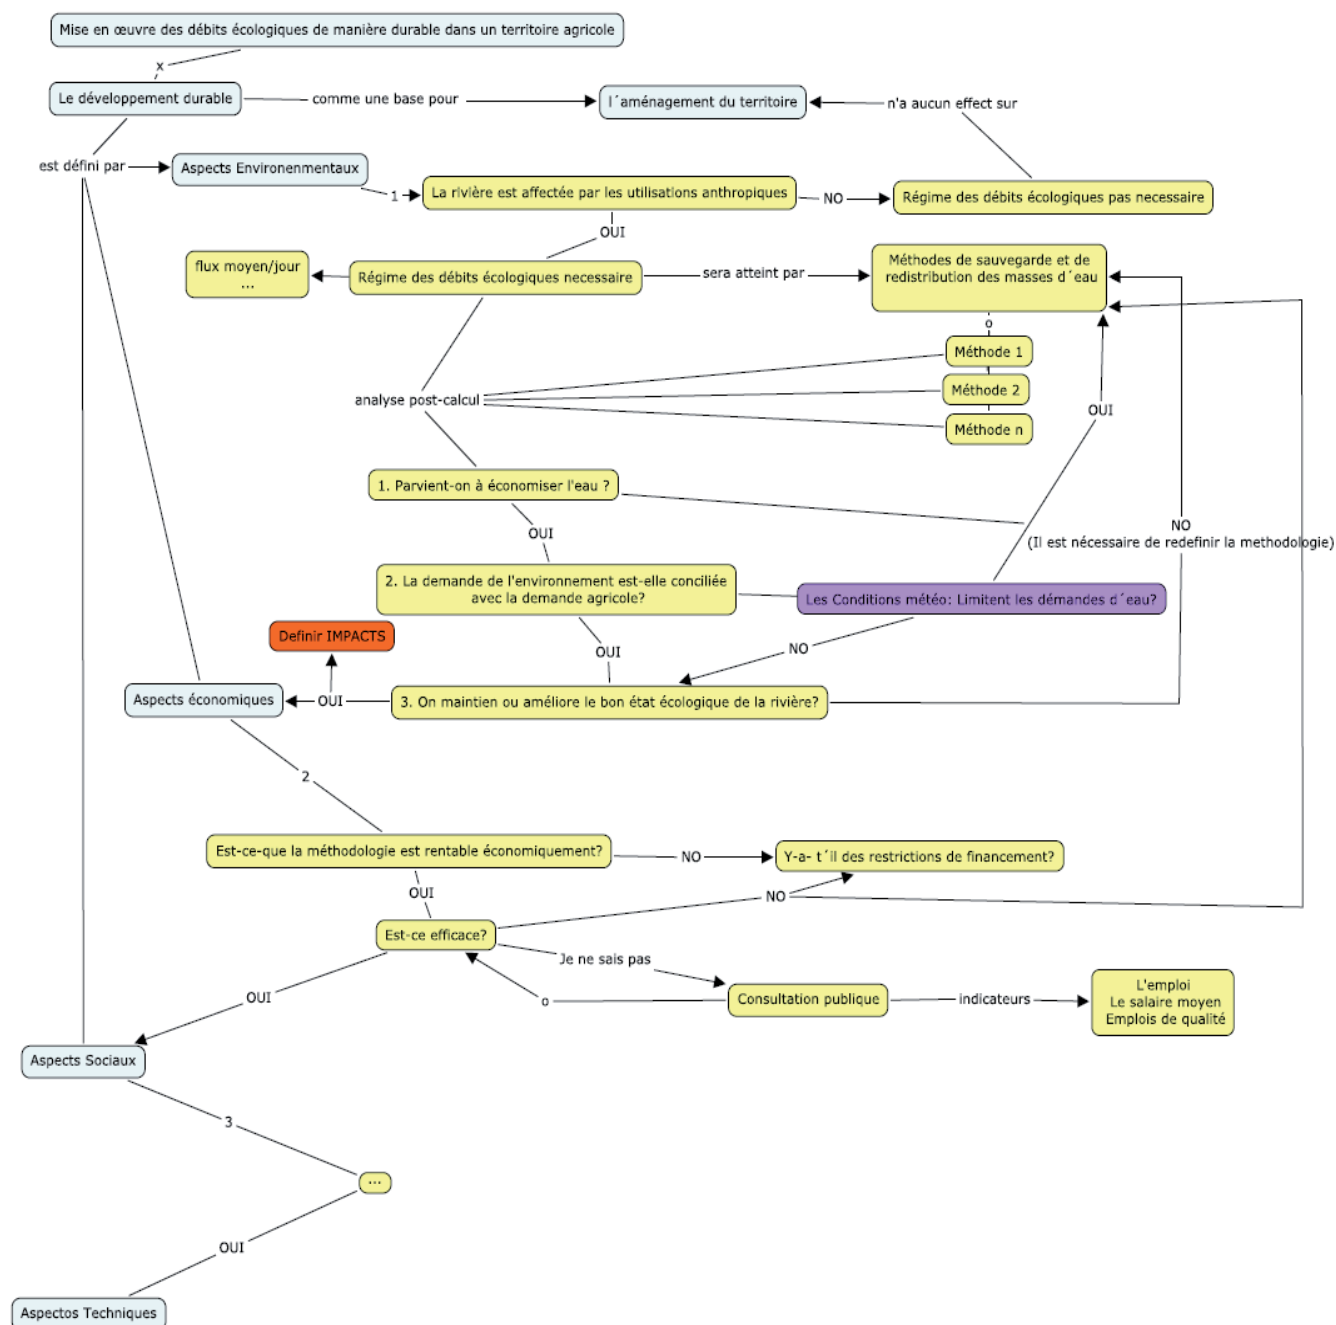 Mise en œuvre des débits écologiques de manière durable dans un territoire agricole
x
Le développement durable
comme une base pour
l´aménagement du territoire
n'a aucun effect sur
est défini par
Aspects Environenmentaux
1
La rivière est affectée par les utilisations anthropiques
NO
Régime des débits écologiques pas necessaire
OUI
flux moyen/jour
...
Régime des débits écologiques necessaire
sera atteint par
Méthodes de sauvegarde et de
redistribution des masses d´eau
o
Méthode 1
Méthode 2
Méthode n
analyse post-calcul
OUI
1. Parvient-on à économiser l'eau ?
OUI
NO
(Il est nécessaire de redefinir la methodologie)
2. La demande de l'environnement est-elle conciliée
avec la demande agricole?
Les Conditions météo: Limitent les démandes d´eau?
Definir IMPACTS
OUI
NO
Aspects économiques
OUI
3. On maintien ou améliore le bon état écologique de la rivière?
2
Est-ce-que la méthodologie est rentable économiquement?
NO
Y-a- t´il des restrictions de financement?
OUI
NO
Est-ce efficace?
Je ne sais pas
OUI
o
Consultation publique
indicateurs
L'emploi
Le salaire moyen
Emplois de qualité
Aspects Sociaux
3
...
OUI
Aspectos Techniques